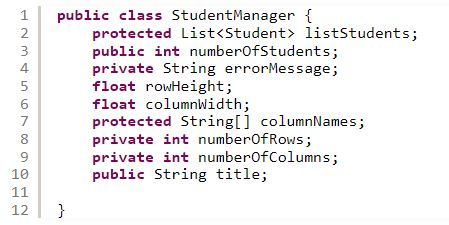 1 public class StudentManager {
2 protected List<Student> listStudents;
3 public int numberOfStudents;
4 private String errorMessage;
5 float rowHeight;
6 float columnWidth;
7 protected String[] columnNames;
8 private int numberOfRows;
9 private int numberOfColumns;
10 public String title;
11
12 }